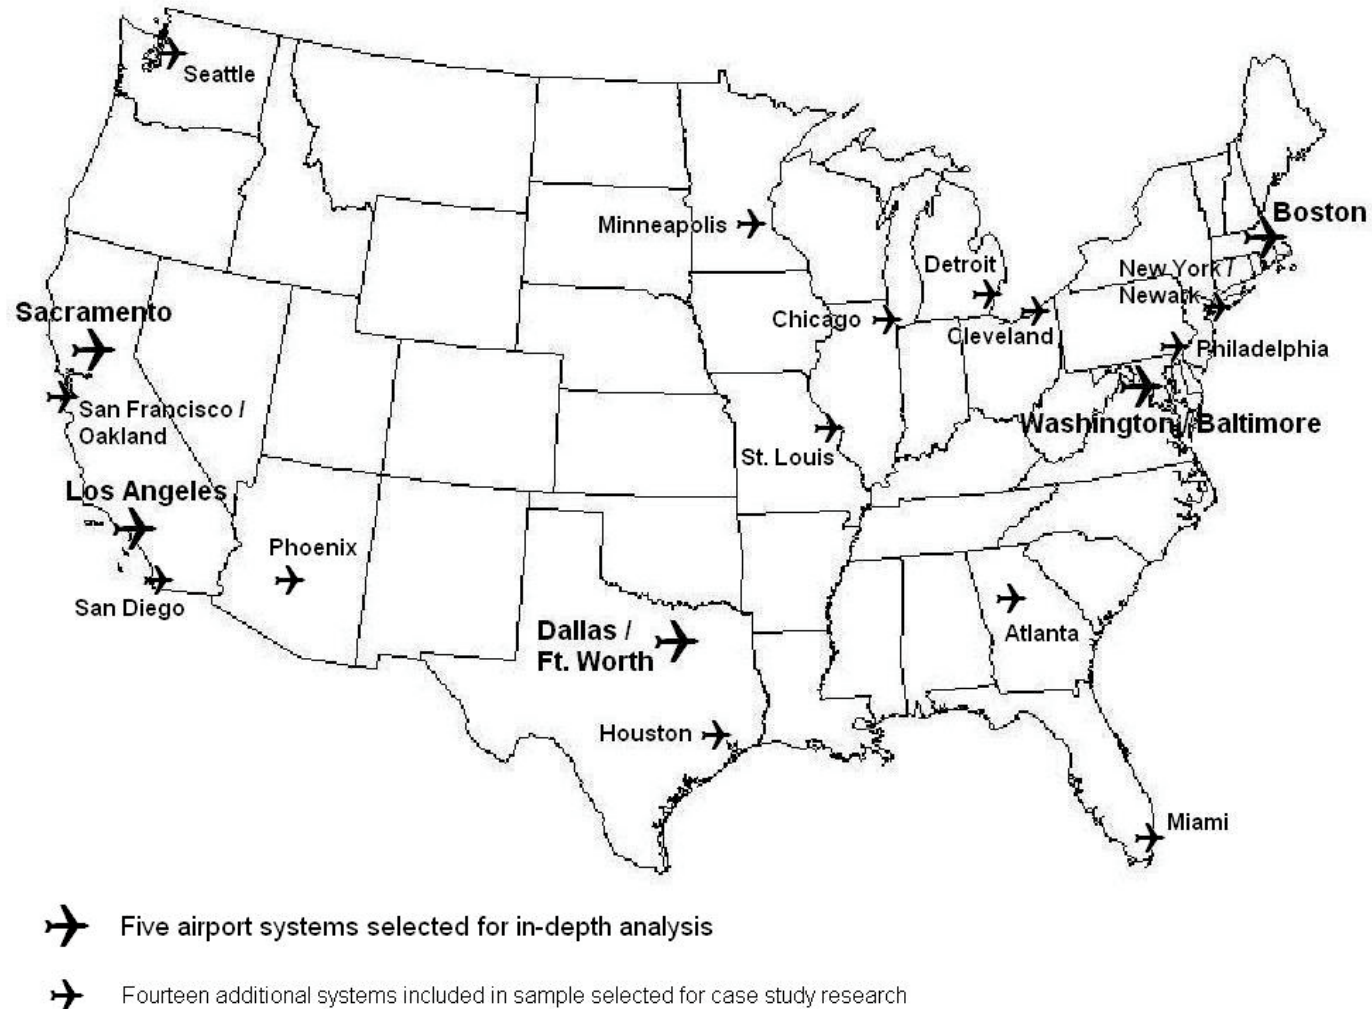 Seattle
Boston
Minneapolis
Detroit
New York /
Newark
Sacramento
Chicago
Cleveland
Philadelphia
San Francisco /
Oakland
Washington / Baltimore
St. Louis
Los Angeles
Phoenix
San Diego
Dallas /
Ft. Worth
Atlanta
Houston
Miami
Five airport systems selected for in-depth analysis
Fourteen additional systems included in sample selected for case study research